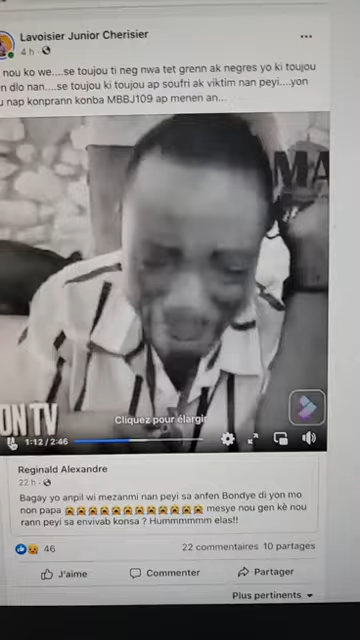 Lavoisier Junior Cherisier
4 h ·
nou ko we....se toujou ti neg nwa tet grenn ak negres yo ki toujou
n dlo nan....se toujou ki toujou ap soufri ak viktim nan peyi....yon
u nap konprann konba MBBJ109 ap menen an...
MA
ON TV
Cliquez pour élargir
1:12 / 2:46
Reginald Alexandre
22 h ·
Bagay yo anpil wi mezanmi nan peyi sa anfen Bondye di yon mo
non papa 😭😭😭😭😭😭😭😭😭😭😭😭 mesye nou gen kè nou
rann peyi sa envivab konsa ? Hummmmmm elas!!
46
22 commentaires 10 partages
J'aime Commenter Partager
Plus pertinents